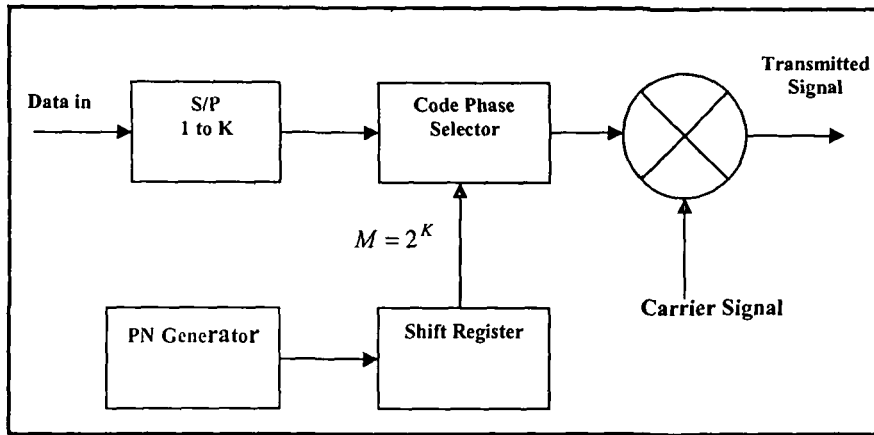 Data in
S/P
1 to K
Code Phase
Selector
Transmitted
Signal
M = 2^K
Carrier Signal
PN Generator
Shift Register